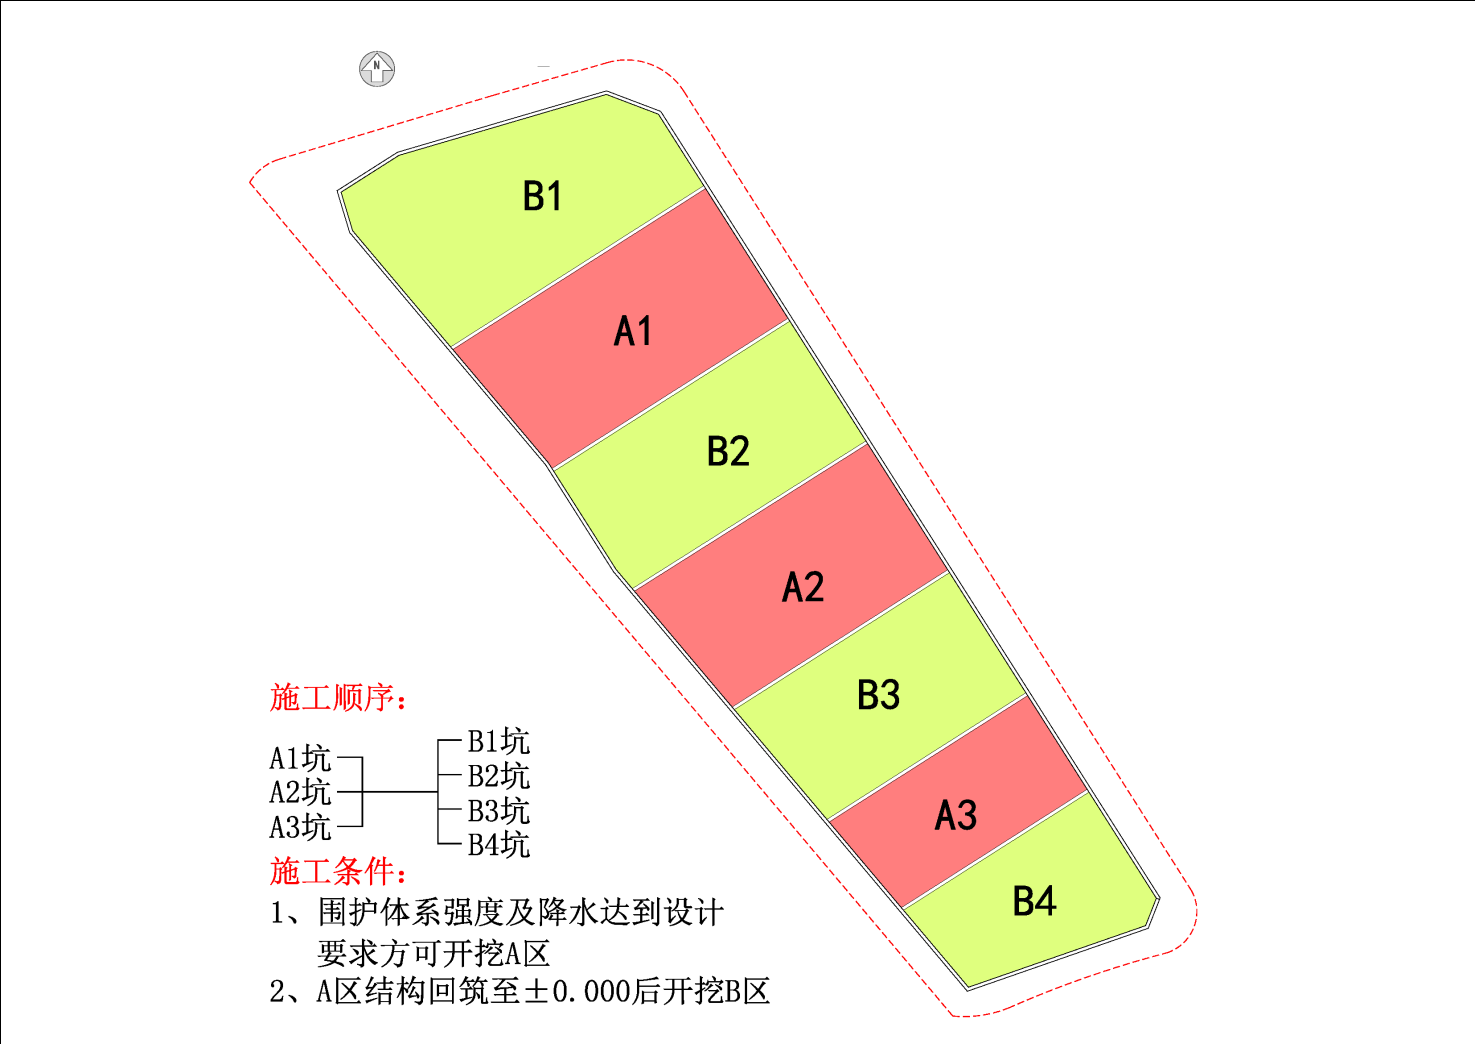 N
B1
A1
B2
A2
B3
A3
B4
施工顺序：
A1坑
A2坑
A3坑
B1坑
B2坑
B3坑
B4坑
施工条件：
1、围护体系强度及降水达到设计
要求方可开挖A区
2、A区结构回筑至±0.000后开挖B区